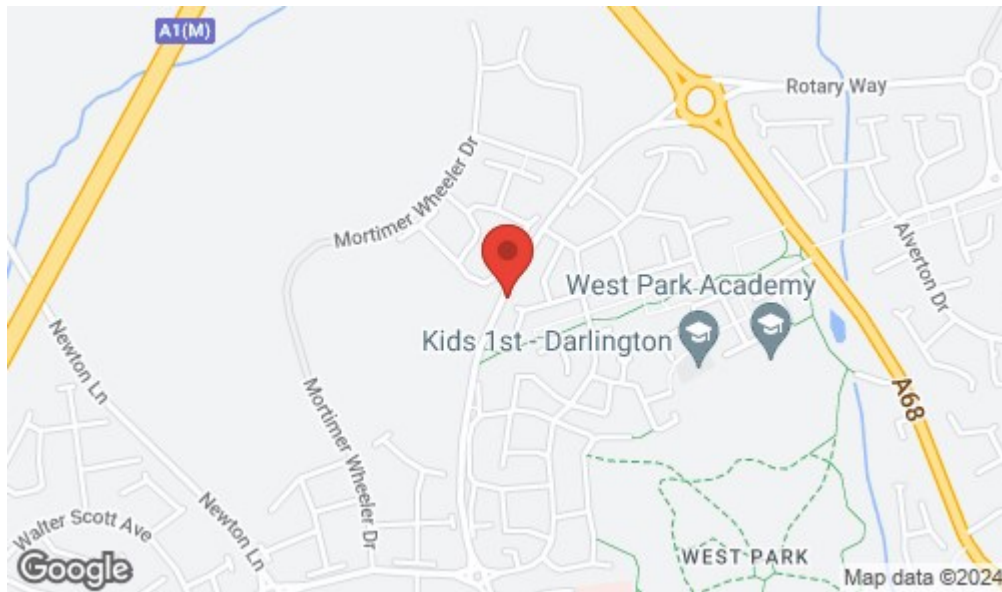 A1(M)
Rotary Way
Mortimer Wheeler Dr
Alverton Dr
West Park Academy
Kids 1st - Darlington
Newton Ln
Mortimer Wheeler Dr
A68
Newton Ln
Walter Scott Ave
WEST PARK
Google
Map data ©2024